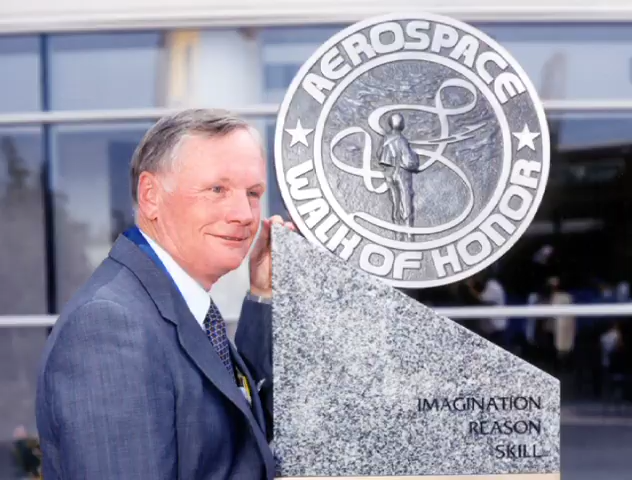 AEROSPACE
WALK OF HONOR
IMAGINATION
REASON
SKILL